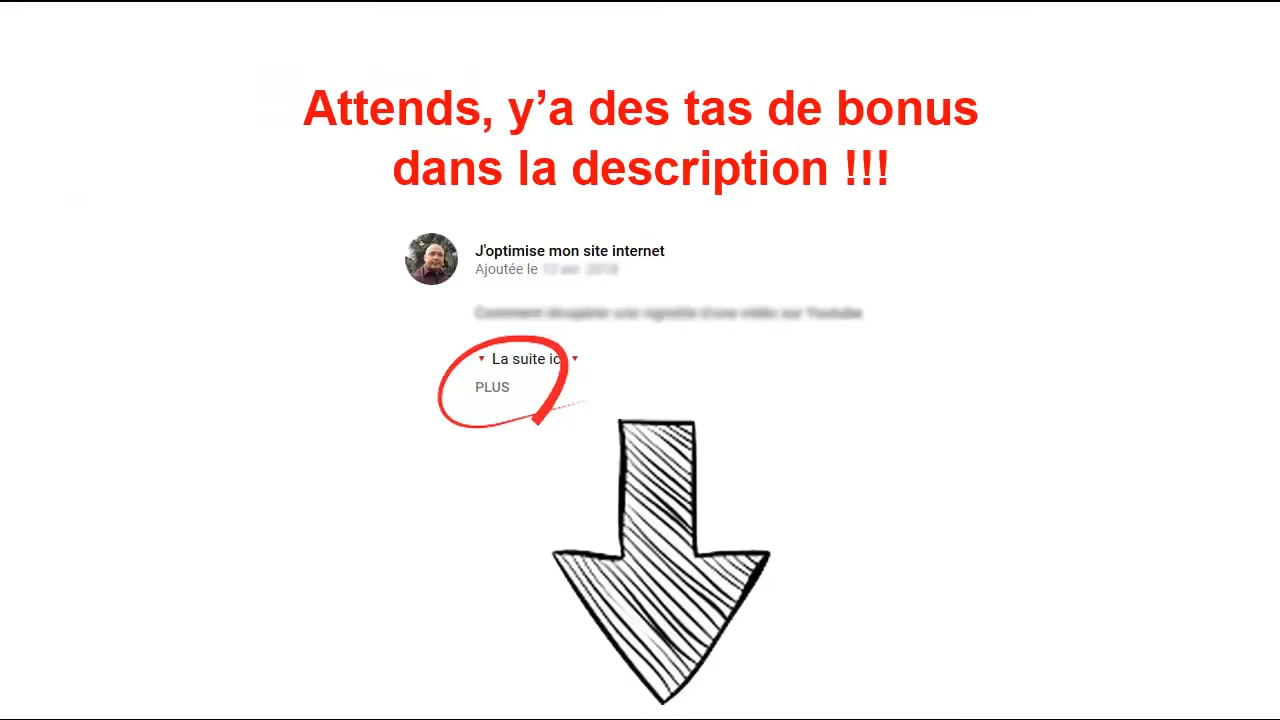 Attends, y’a des tas de bonus
dans la description !!!
J'optimise mon site internet
Ajoutée le
La suite ic
PLUS